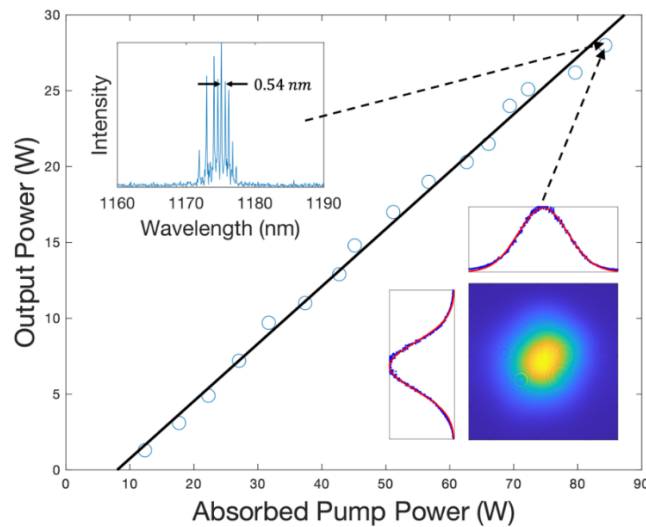 30
25
20
15
10
5
0
Output Power (W)
Intensity
0.54 nm
1160 1170 1180 1190
Wavelength (nm)
0 10 20 30 40 50 60 70 80 90
Absorbed Pump Power (W)